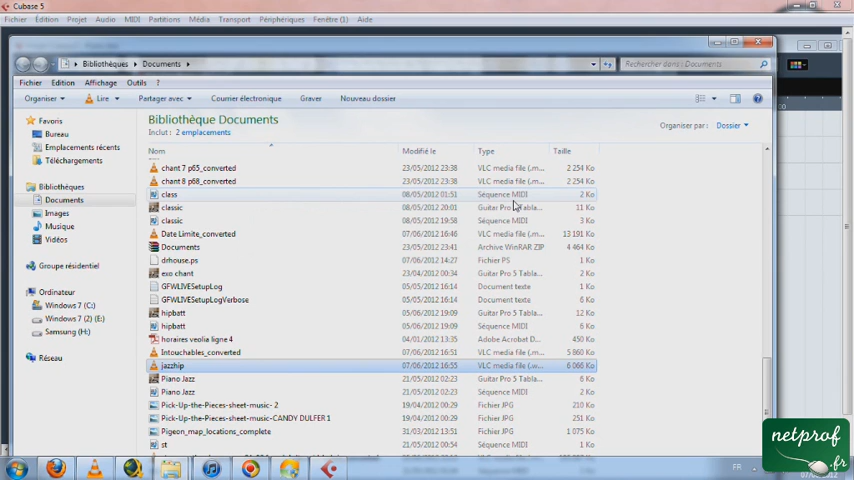 Cubase 5
Fichier Édition Projet Audio MIDI Partitions Média Transport Périphériques Fenêtre (1) Aide
Bibliothèques Documents
Rechercher dans : Documents
Fichier Edition Affichage Outils ?
Organiser Lire Partager avec Courrier électronique Graver Nouveau dossier
Favoris
Bureau
Emplacements récents
Téléchargements
Bibliothèques
Documents
Images
Musique
Vidéos
Groupe résidentiel
Ordinateur
Windows 7 (C:)
Windows 7 (2) (E:)
Samsung (H:)
Réseau
Bibliothèque Documents
Inclut : 2 emplacements
Organiser par : Dossier
Nom Modifié le Type Taille
chant 7 p65_converted 23/05/2012 23:38 VLC media file (.m... 2 254 Ko
chant 8 p68_converted 23/05/2012 23:38 VLC media file (.m... 2 254 Ko
class 08/05/2012 01:51 Séquence MIDI 2 Ko
classic 08/05/2012 20:01 Guitar Pro 5 Tabla... 11 Ko
classic 08/05/2012 19:58 Séquence MIDI 3 Ko
Date Limite_converted 07/06/2012 16:46 VLC media file (.m... 13 191 Ko
Documents 23/05/2012 23:41 Archive WinRAR ZIP 4 464 Ko
drhouse.ps 07/06/2012 14:27 Fichier PS 1 Ko
exo chant 23/04/2012 00:34 Guitar Pro 5 Tabla... 6 Ko
GFWLIVESetupLog 05/05/2012 16:14 Document texte 1 Ko
GFWLIVESetupLogVerbose 05/05/2012 16:14 Document texte 6 Ko
hipbatt 06/06/2012 19:09 Guitar Pro 5 Tabla... 12 Ko
hipbatt 06/06/2012 19:09 Séquence MIDI 3 Ko
horaires veolia ligne 4 04/01/2012 13:35 Adobe Acrobat D... 450 Ko
Intouchables_converted 07/06/2012 16:51 VLC media file (.m... 5 860 Ko
jazzhip 07/06/2012 16:55 VLC media file (.w... 6 066 Ko
Piano Jazz 21/05/2012 02:23 Guitar Pro 5 Tabla... 6 Ko
Piano Jazz 21/05/2012 02:23 Séquence MIDI 2 Ko
Pick-Up-the-Pieces-sheet-music- 2 19/04/2012 00:29 Fichier JPG 210 Ko
Pick-Up-the-Pieces-sheet-music-CANDY DULFER 1 19/04/2012 00:29 Fichier JPG 251 Ko
Pigeon_map_locations_complete 31/03/2012 13:51 Fichier JPG 1 075 Ko
st 21/05/2012 00:54 Séquence MIDI 6 Ko
FR
netprof
.fr